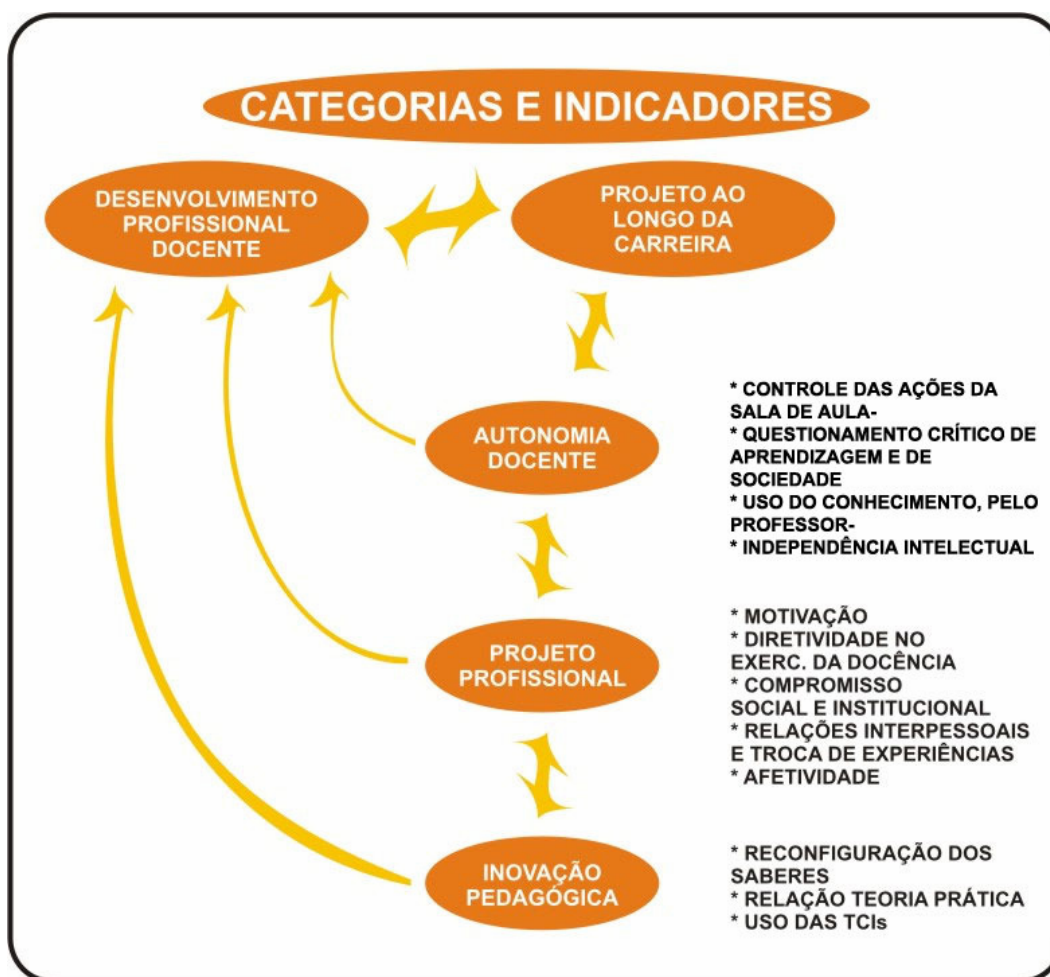 CATEGORIAS E INDICADORES
DESENVOLVIMENTO
PROFISSIONAL
DOCENTE
PROJETO AO
LONGO DA
CARREIRA
AUTONOMIA
DOCENTE
* CONTROLE DAS AÇÕES DA
SALA DE AULA-
* QUESTIONAMENTO CRÍTICO DE
APRENDIZAGEM E DE
SOCIEDADE
* USO DO CONHECIMENTO, PELO
PROFESSOR-
* INDEPENDÊNCIA INTELECTUAL
PROJETO
PROFISSIONAL
* MOTIVAÇÃO
* DIRETIVIDADE NO
EXERC. DA DOCÊNCIA
* COMPROMISSO
SOCIAL E INSTITUCIONAL
* RELAÇÕES INTERPESSOAIS
E TROCA DE EXPERIÊNCIAS
* AFETIVIDADE
INOVAÇÃO
PEDAGÓGICA
* RECONFIGURAÇÃO DOS
SABERES
* RELAÇÃO TEORIA PRÁTICA
* USO DAS TCIs